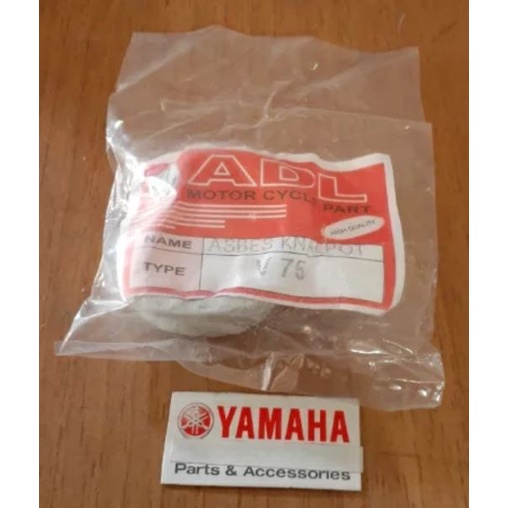 ADL
MOTOR CYCLE PART
HIGH QUALITY
NAME ASBES KNALPOT
TYPE V 75
YAMAHA
Parts & Accessories